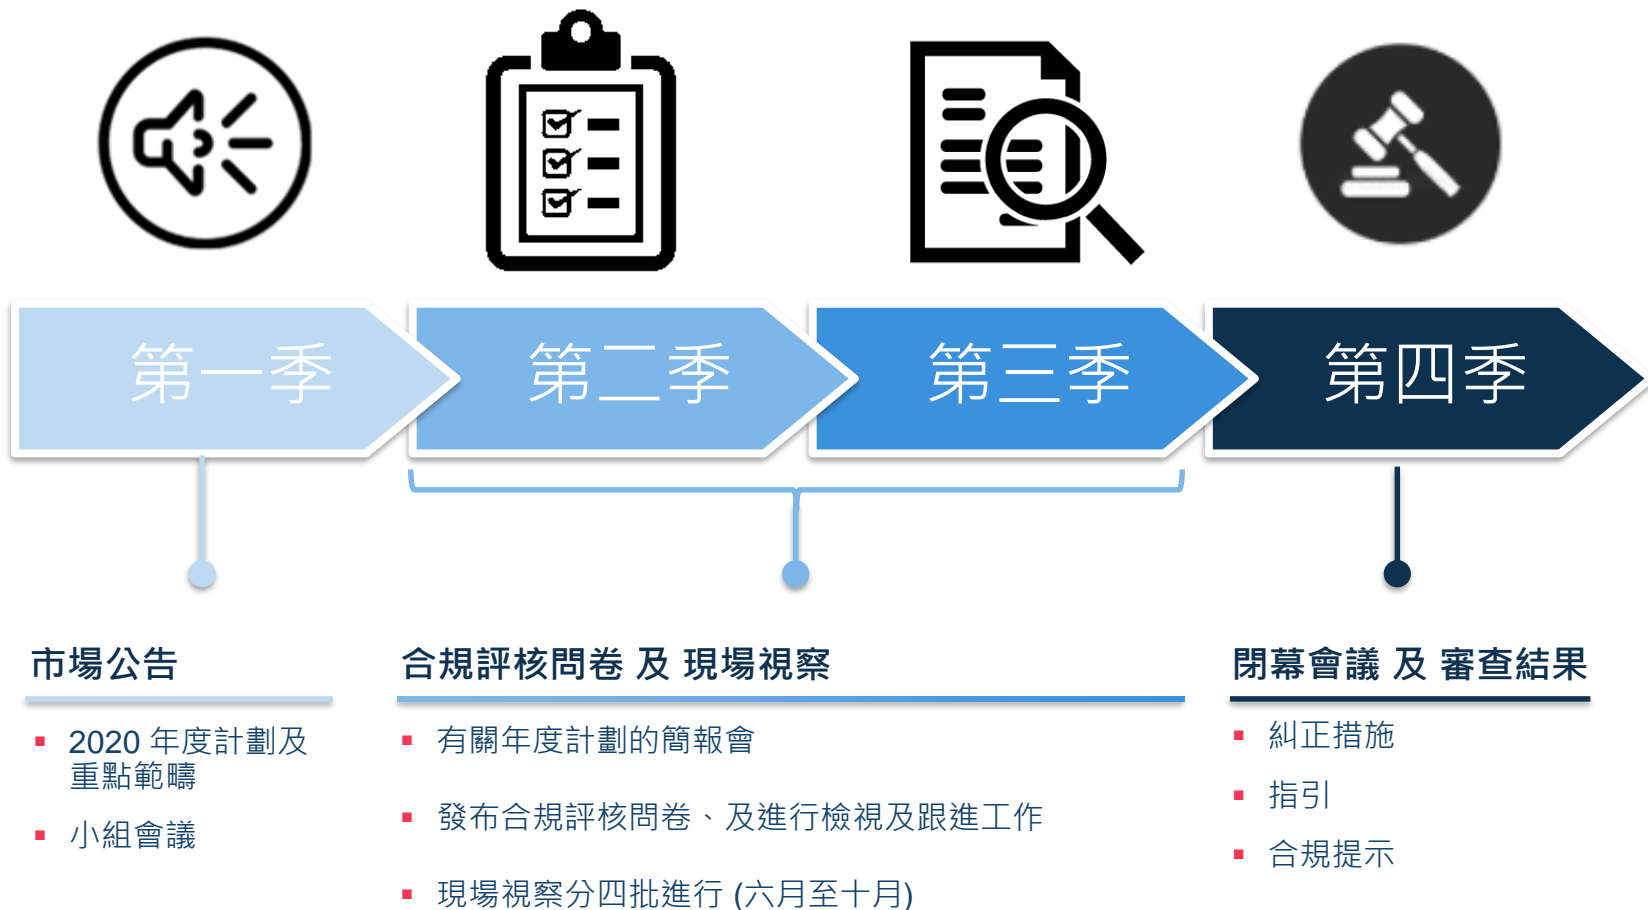 第一季
第二季
第三季
第四季
市場公告
2020 年度計劃及
重點範疇
小組會議
合規評核問卷 及 現場視察
有關年度計劃的簡報會
發布合規評核問卷、及進行檢視及跟進工作
現場視察分四批進行 (六月至十月)
閉幕會議 及 審查結果
糾正措施
指引
合規提示